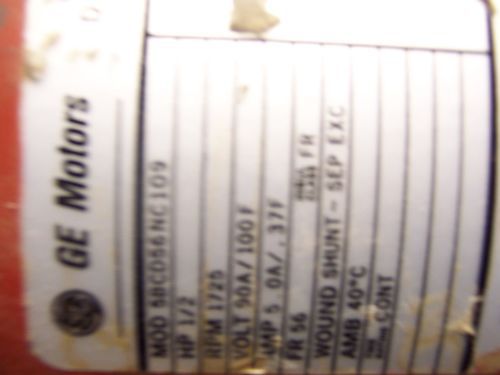 GE Motors
MOD 5BCD56NC109
HP 1/2
RPM 1725
VOLT 90A/100F
AMP 5.0A/.37F
FR 56 FR
WOUND SHUNT - SEP EXC
AMB 40°C
CONT